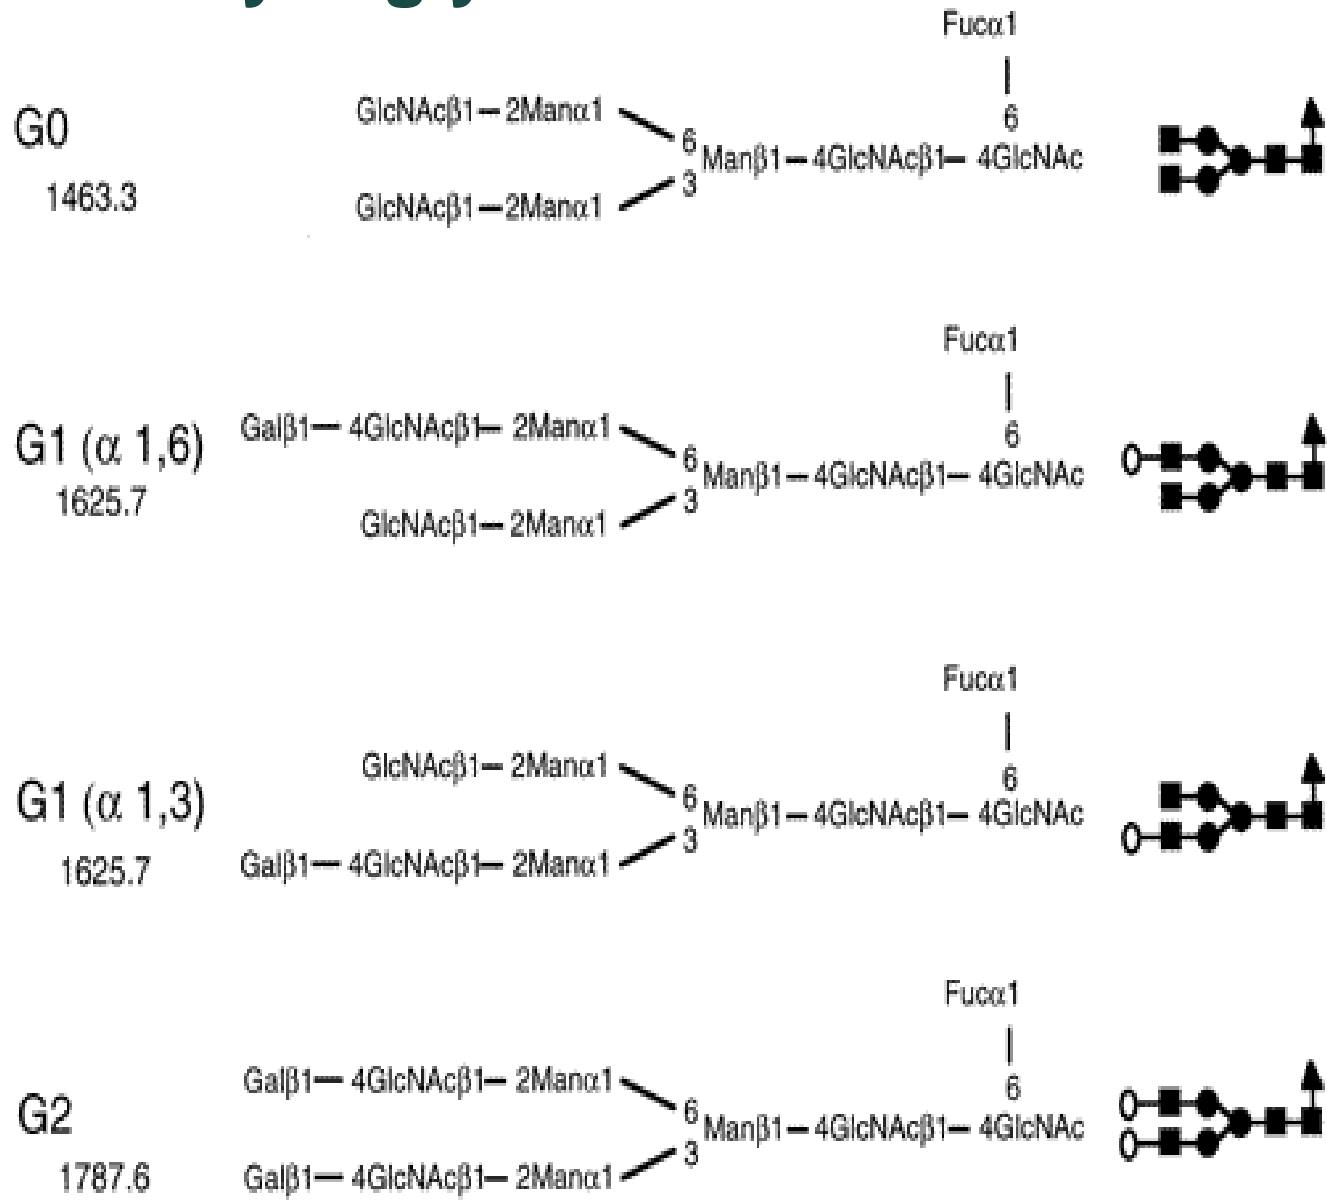 Fucα1
|
6
G0
1463.3
GlcNAcβ1– 2Manα1
6
Manβ1– 4GlcNAcβ1– 4GlcNAc
3
GlcNAcβ1–2Manα1
Fucα1
|
6
G1 (α 1,6)
1625.7
Galβ1— 4GlcNAcβ1– 2Manα1
6
Manβ1– 4GlcNAcβ1– 4GlcNAc
3
GlcNAcβ1– 2Manα1
Fucα1
|
6
G1 (α 1,3)
1625.7
GlcNAcβ1– 2Manα1
6
Manβ1– 4GlcNAcβ1– 4GlcNAc
3
Galβ1— 4GlcNAcβ1– 2Manα1
Fucα1
|
6
G2
1787.6
Galβ1— 4GlcNAcβ1– 2Manα1
6
Manβ1– 4GlcNAcβ1– 4GlcNAc
3
Galβ1— 4GlcNAcβ1– 2Manα1